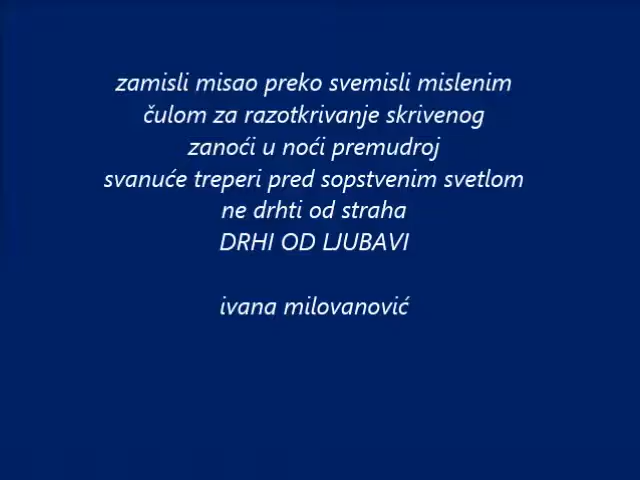 zamisli misao preko svemisli mislenim
čulom za razotkrivanje skrivenog
zanoći u noći premudroj
svanuće treperi pred sopstvenim svetlom
ne drhti od straha
DRHI OD LJUBAVI
ivana milovanović